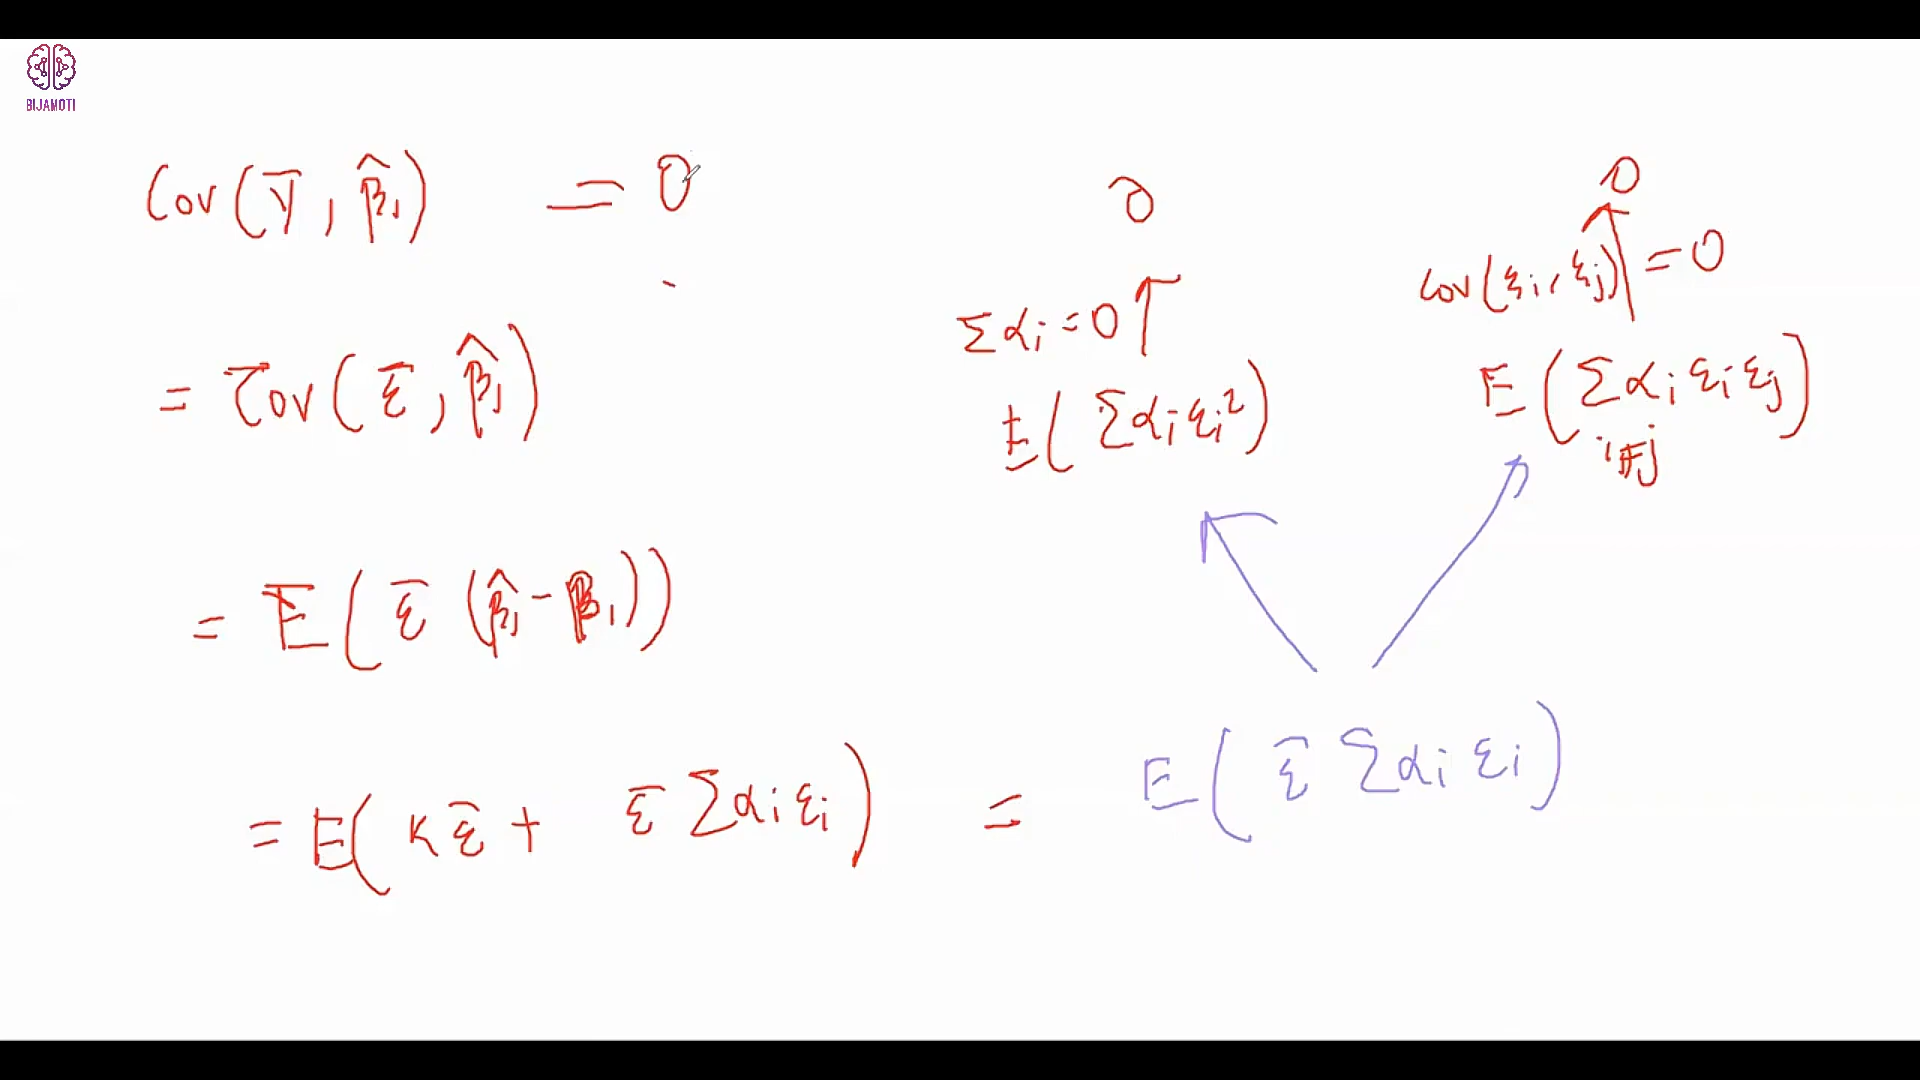 BIJAMOTI
Cov(Ȳ, β̂₁) = 0
= Cov(ε̄, β̂₁)
= E(ε̄ (β̂₁ - β₁))
= E(Kε̄ + ε̄ Σαᵢεᵢ) = E(ε̄ Σαᵢεᵢ)
0
Σαᵢ = 0
E(Σαᵢεᵢ²)
0
Cov(εᵢ, εⱼ) = 0
E(Σαᵢεᵢεⱼ)
i≠j